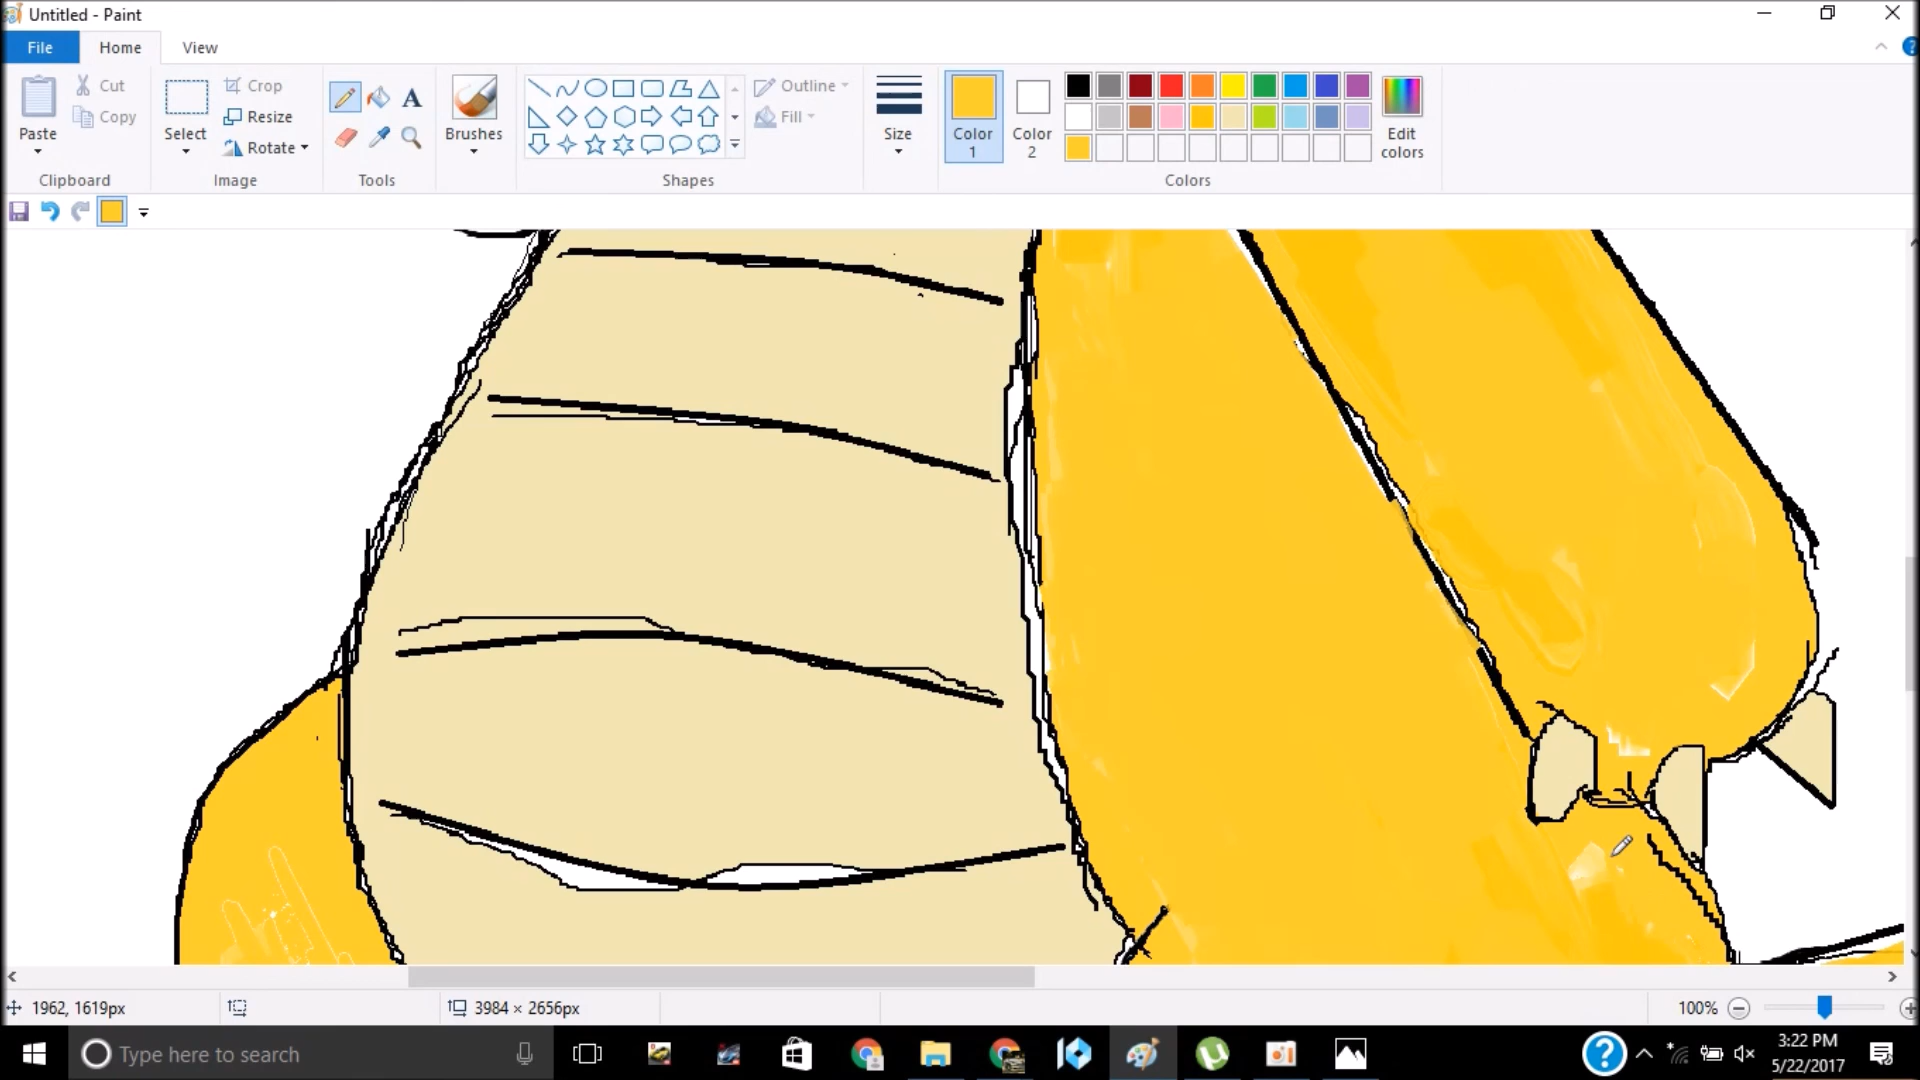 Untitled - Paint
File Home View
Paste
Cut
Copy
Clipboard
Select
Crop
Resize
Rotate
Image
A
Tools
Brushes
Shapes
Outline
Fill
Size
Color 1
Color 2
Edit colors
Colors
1962, 1619px
3984 × 2656px
100%
Type here to search
3:22 PM
5/22/2017